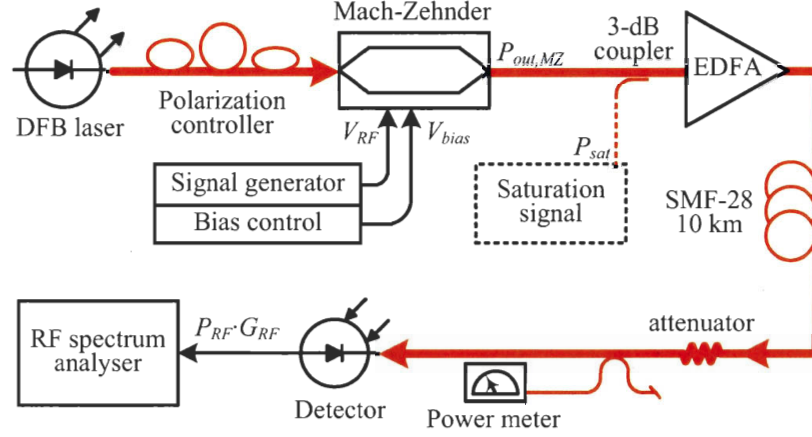 Mach-Zehnder
3-dB
coupler
P_out,MZ
EDFA
DFB laser
Polarization
controller
V_RF
V_bias
P_sat
Signal generator
Bias control
Saturation
signal
SMF-28
10 km
RF spectrum
analyser
P_RF·G_RF
Detector
attenuator
Power meter